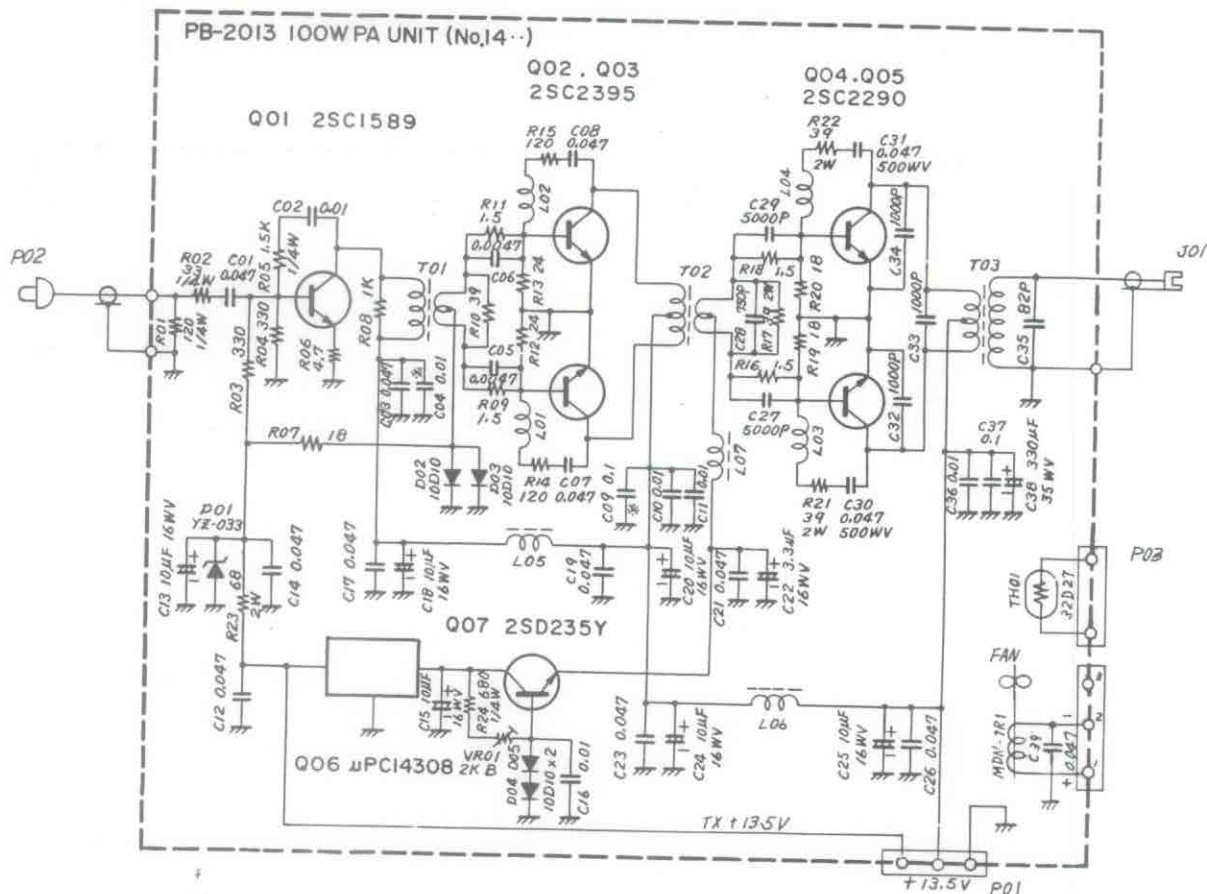 PB-2013 100W PA UNIT (No,14··)
Q02. Q03
2SC2395
Q04.Q05
2SC2290
Q01 2SC1589
R15
120
C08
0.047
R22
39
2W
C31
0.047
500WV
L02
L04
C02
0.01
R11
1.5
0.0047
C06
C29
5000P
1000P
C34
P02
R02
33
1/4W
C01
0.047
R05 1.5K
1/4W
T01
R13 24
T02
R18
1.5
R20 18
1000P
T03
J01
R01
120
1/4W
R04 330
R06
4.7
R08 1K
R10 39
R12 24
C28
R17 39 2W
R19 18
C33
C35
82P
330
R03
C03 0.047
C04 0.01
※
C05
0.0047
R09
1.5
L01
R16
1.5
C27
5000P
L03
1000P
C32
R07
18
D02
10D10
D03
10D10
R14
120
C07
0.047
L07
C09 0.1
※
C10 0.01
C11 0.01
R21
39
2W
C30
0.047
500WV
C36 0.01
C37
0.1
C38 330µF
35 WV
D01
YZ-033
C13 10µF 16WV
C14 0.047
R23
68
2W
C17 0.047
C18 10µF
16WV
L05
C19
0.047
C20 10µF
16WV
C21 0.047
C22 3.3µF
16WV
TH01
32D27
P03
Q07 2SD235Y
FAN
C12 0.047
C15 10µF
16WV
R24 680
1/4W
VR01
2K B
Q06 µPC14308
D04 D05
10D10 x 2
C16
0.01
C23 0.047
C24 10µF
16WV
L06
C25 10µF
16WV
C26 0.047
MDN-7R1
C39
0.047
1
2
+
TX +13.5V
+13.5V
P01